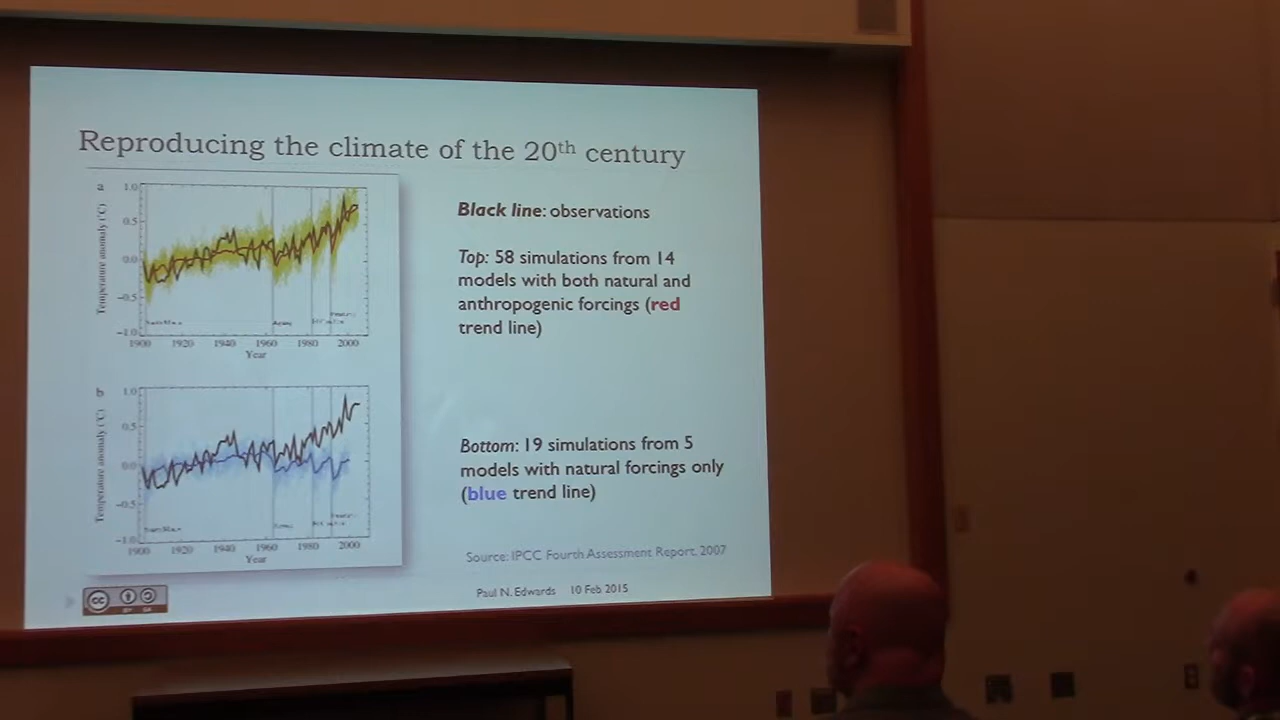 Reproducing the climate of the 20th century
a
1.0
0.5
0.0
-0.5
-1.0
Temperature anomaly (°C)
1900 1920 1940 1960 1980 2000
Year
b
1.0
0.5
0.0
-0.5
-1.0
Temperature anomaly (°C)
1900 1920 1940 1960 1980 2000
Year
Black line: observations
Top: 58 simulations from 14
models with both natural and
anthropogenic forcings (red
trend line)
Bottom: 19 simulations from 5
models with natural forcings only
(blue trend line)
Source: IPCC Fourth Assessment Report, 2007
Paul N. Edwards 10 Feb 2015
cc
BY SA